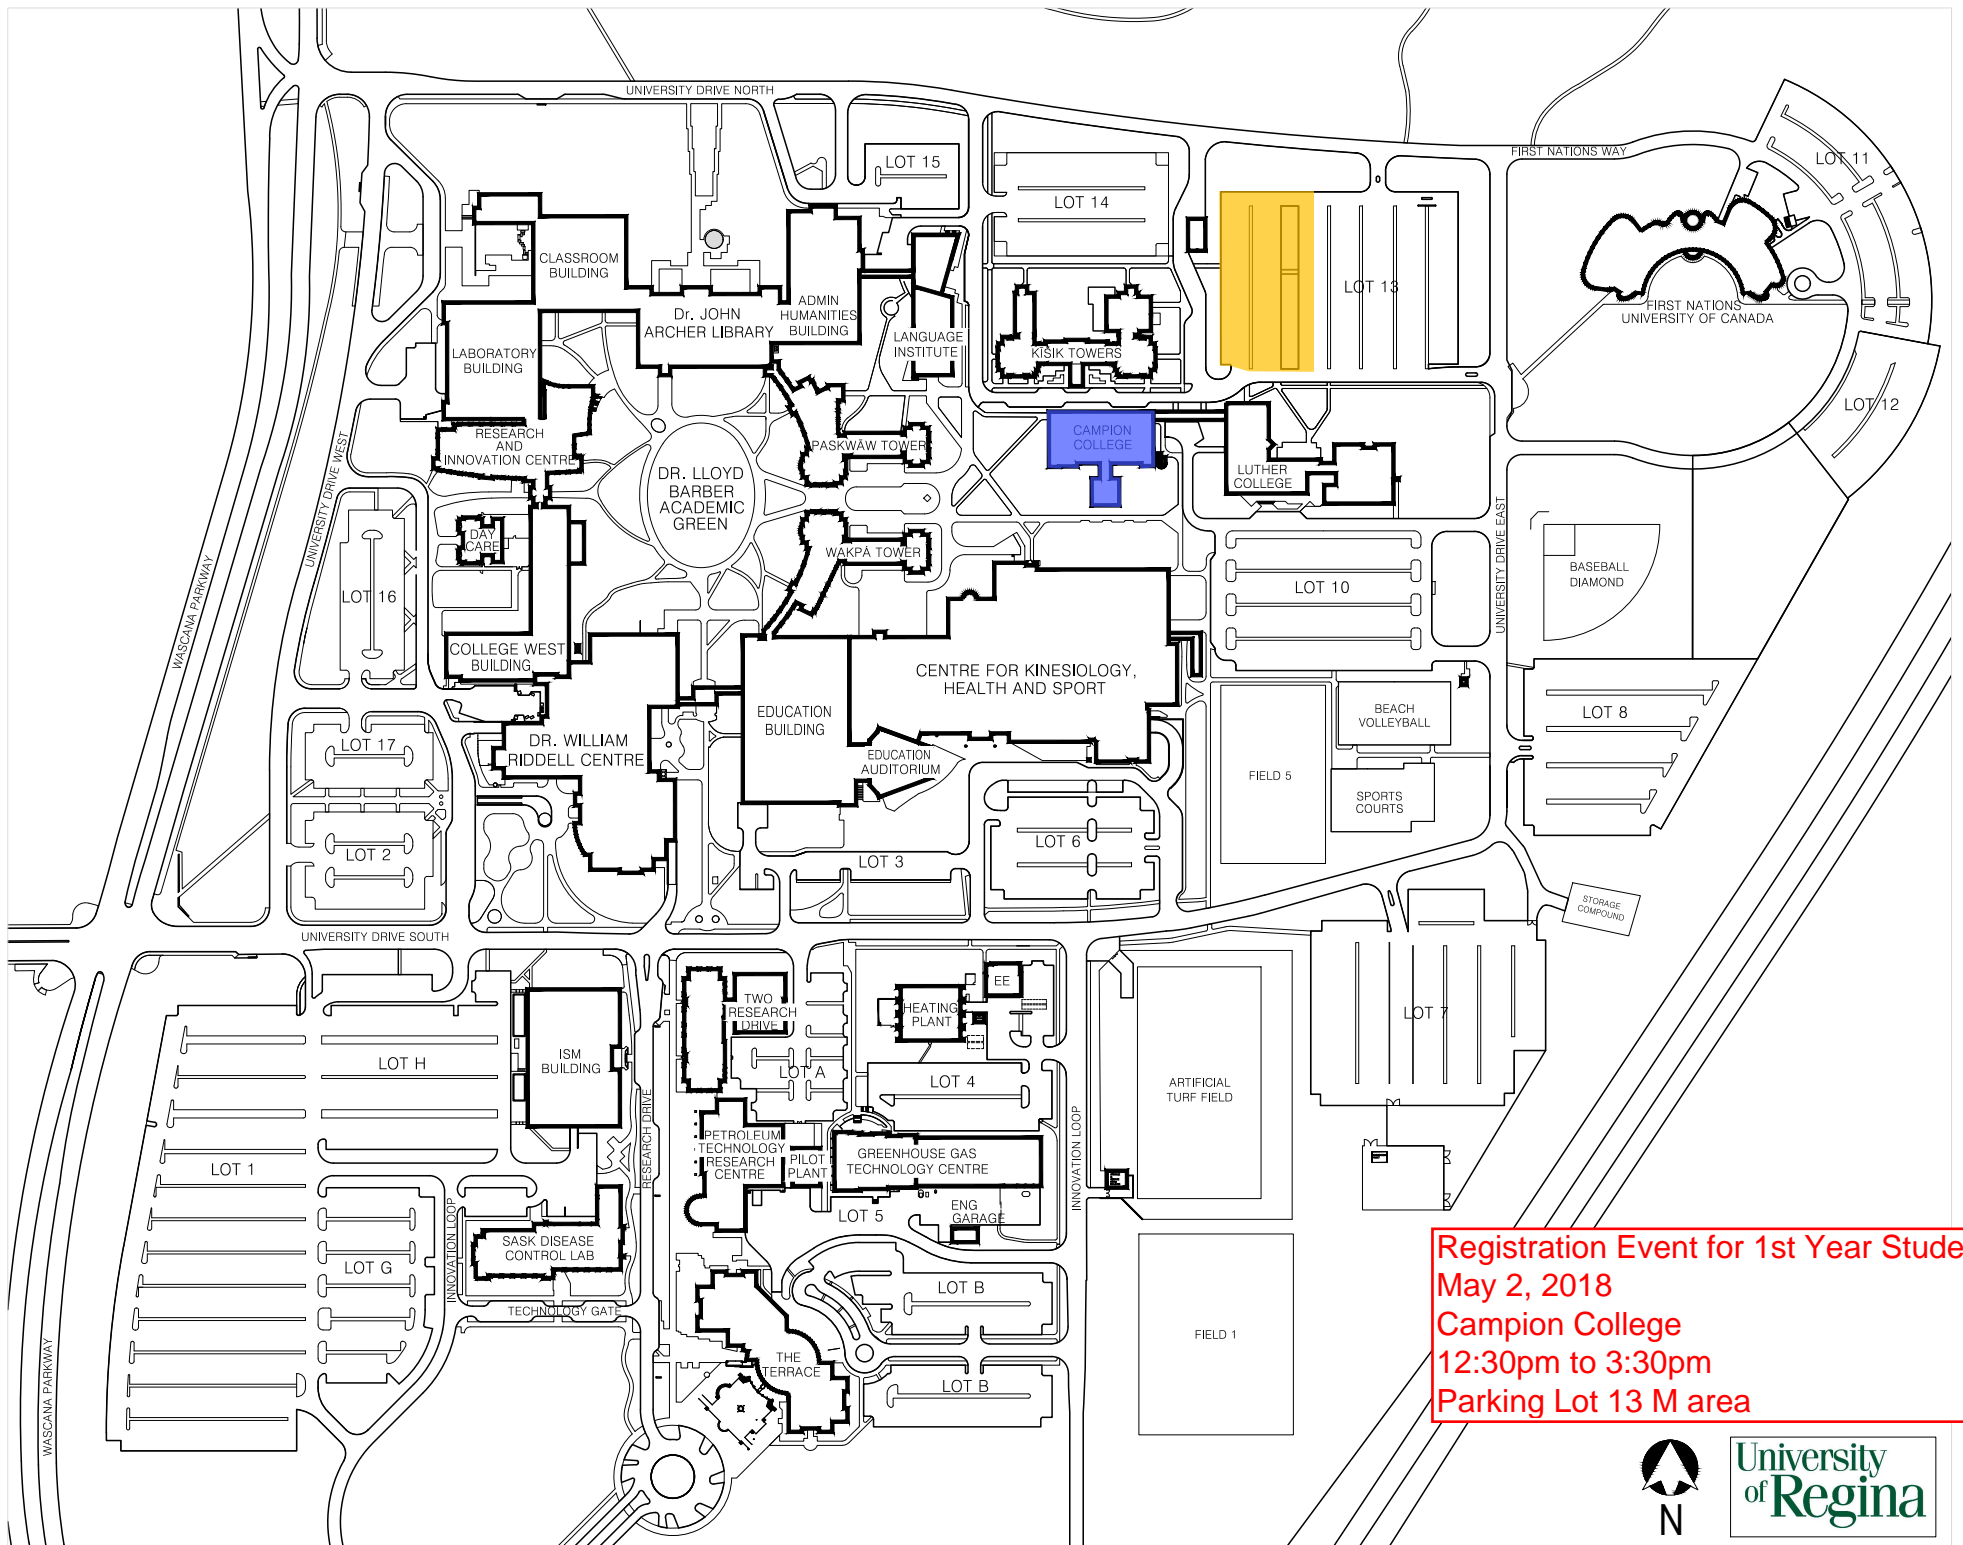 UNIVERSITY DRIVE NORTH
FIRST NATIONS WAY
LOT 15
LOT 11
LOT 14
CLASSROOM
BUILDING
LOT 13
ADMIN
HUMANITIES
BUILDING
Dr. JOHN
ARCHER LIBRARY
FIRST NATIONS
UNIVERSITY OF CANADA
LANGUAGE
INSTITUTE
KĪSIK TOWERS
LABORATORY
BUILDING
LOT 12
RESEARCH
AND
INNOVATION CENTRE
PASKWĀW TOWER
CAMPION
COLLEGE
LUTHER
COLLEGE
DR. LLOYD
BARBER
ACADEMIC
GREEN
UNIVERSITY DRIVE WEST
UNIVERSITY DRIVE EAST
DAY
CARE
WAKPĀ TOWER
BASEBALL
DIAMOND
LOT 10
LOT 16
WASCANA PARKWAY
COLLEGE WEST
BUILDING
CENTRE FOR KINESIOLOGY,
HEALTH AND SPORT
EDUCATION
BUILDING
BEACH
VOLLEYBALL
LOT 8
LOT 17
DR. WILLIAM
RIDDELL CENTRE
EDUCATION
AUDITORIUM
FIELD 5
SPORTS
COURTS
LOT 2
LOT 3
LOT 6
STORAGE
COMPOUND
UNIVERSITY DRIVE SOUTH
TWO
RESEARCH
DRIVE
EE
HEATING
PLANT
LOT 7
ISM
BUILDING
LOT H
LOT A
LOT 4
ARTIFICIAL
TURF FIELD
RESEARCH DRIVE
INNOVATION LOOP
PETROLEUM
TECHNOLOGY
RESEARCH
CENTRE
PILOT
PLANT
GREENHOUSE GAS
TECHNOLOGY CENTRE
LOT 1
LOT 5
ENG
GARAGE
INNOVATION LOOP
SASK DISEASE
CONTROL LAB
LOT G
TECHNOLOGY GATE
LOT B
FIELD 1
THE
TERRACE
LOT B
WASCANA PARKWAY
Registration Event for 1st Year Stude
May 2, 2018
Campion College
12:30pm to 3:30pm
Parking Lot 13 M area
N
University
of Regina